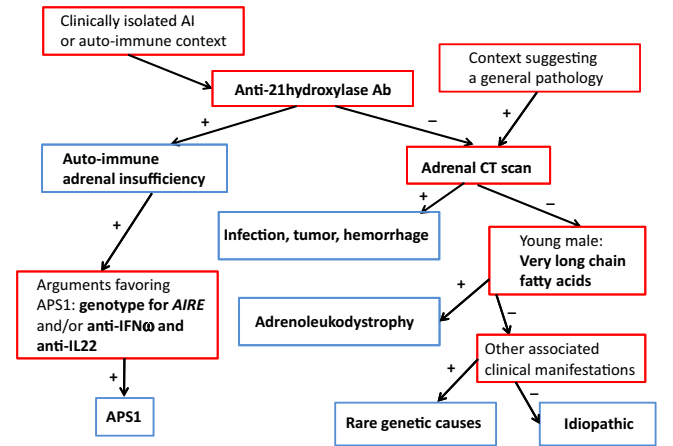 Clinically isolated AI
or auto-immune context
Context suggesting
a general pathology
Anti-21hydroxylase Ab
+
−
+
Auto-immune
adrenal insufficiency
Adrenal CT scan
+
+
−
Infection, tumor, hemorrhage
Young male:
Very long chain
fatty acids
Arguments favoring
APS1: genotype for AIRE
and/or anti-IFNω and
anti-IL22
+
−
Adrenoleukodystrophy
Other associated
clinical manifestations
+
+
−
APS1
Rare genetic causes
Idiopathic